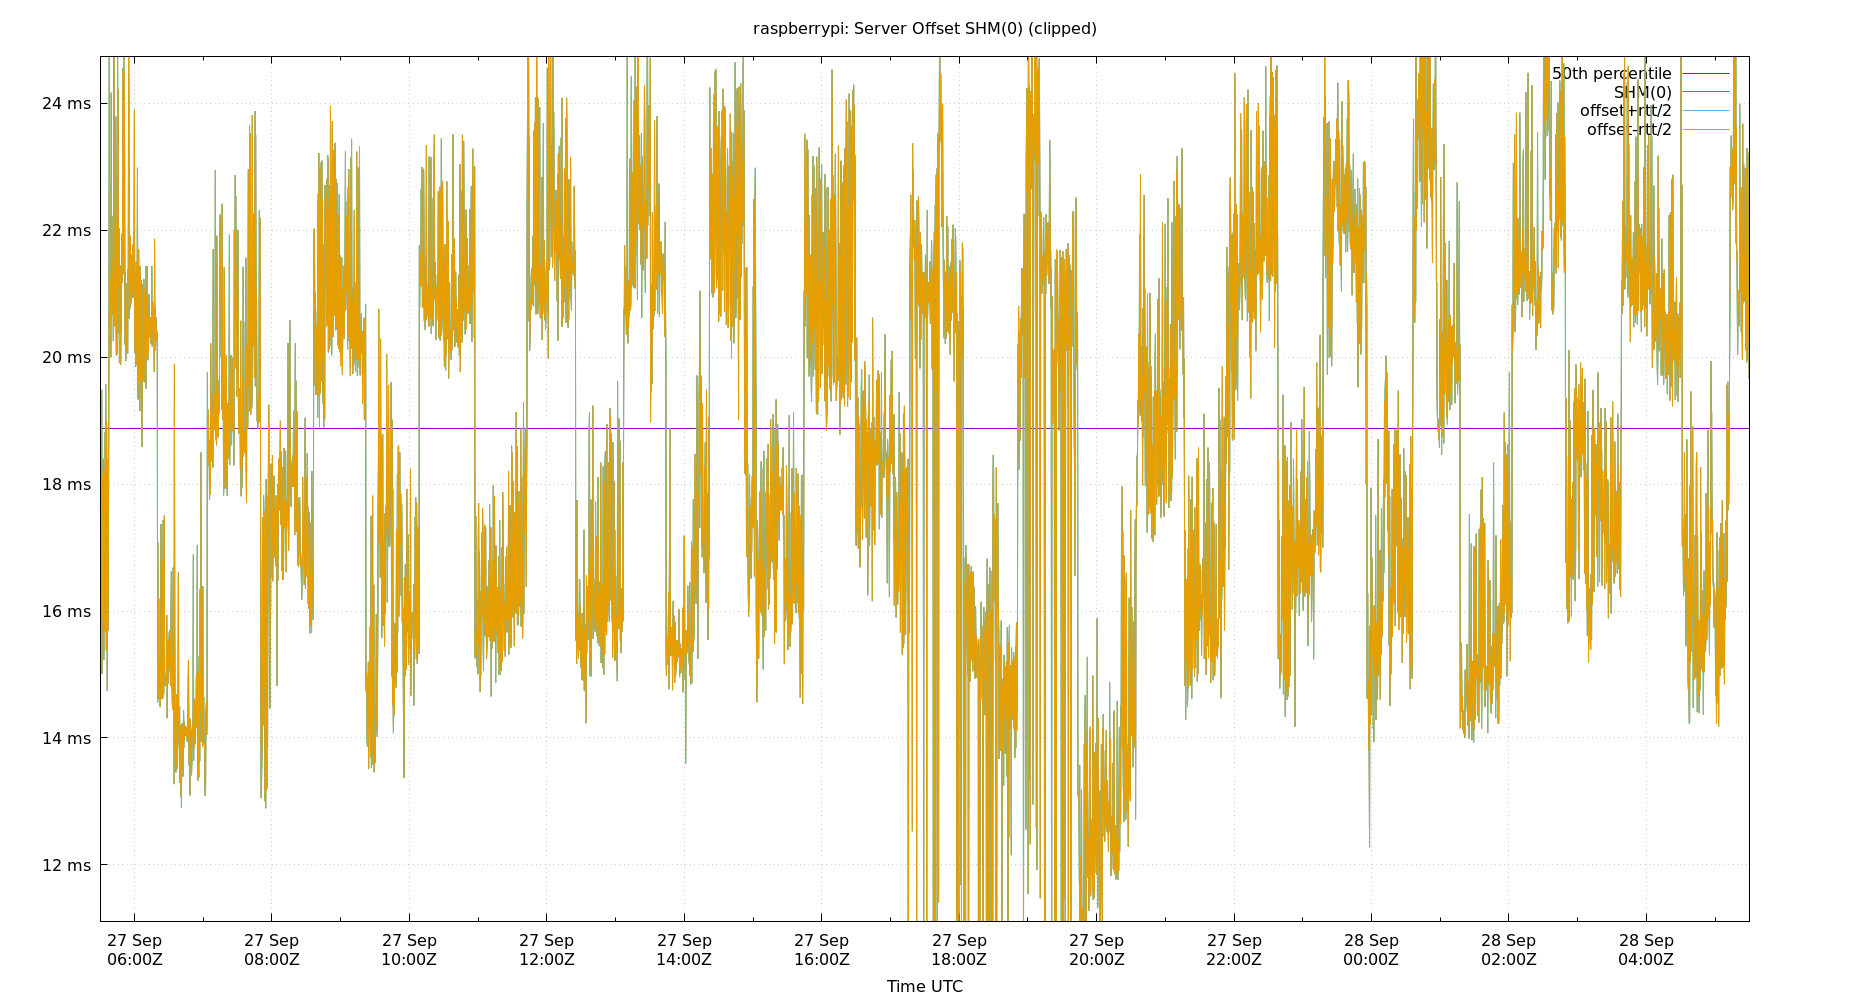 raspberrypi: Server Offset SHM(0) (clipped)
50th percentile
SHM(0)
offset+rtt/2
offset-rtt/2
24 ms
22 ms
20 ms
18 ms
16 ms
14 ms
12 ms
27 Sep 27 Sep 27 Sep 27 Sep 27 Sep 27 Sep 27 Sep 27 Sep 27 Sep 28 Sep 28 Sep 28 Sep
06:00Z 08:00Z 10:00Z 12:00Z 14:00Z 16:00Z 18:00Z 20:00Z 22:00Z 00:00Z 02:00Z 04:00Z
Time UTC